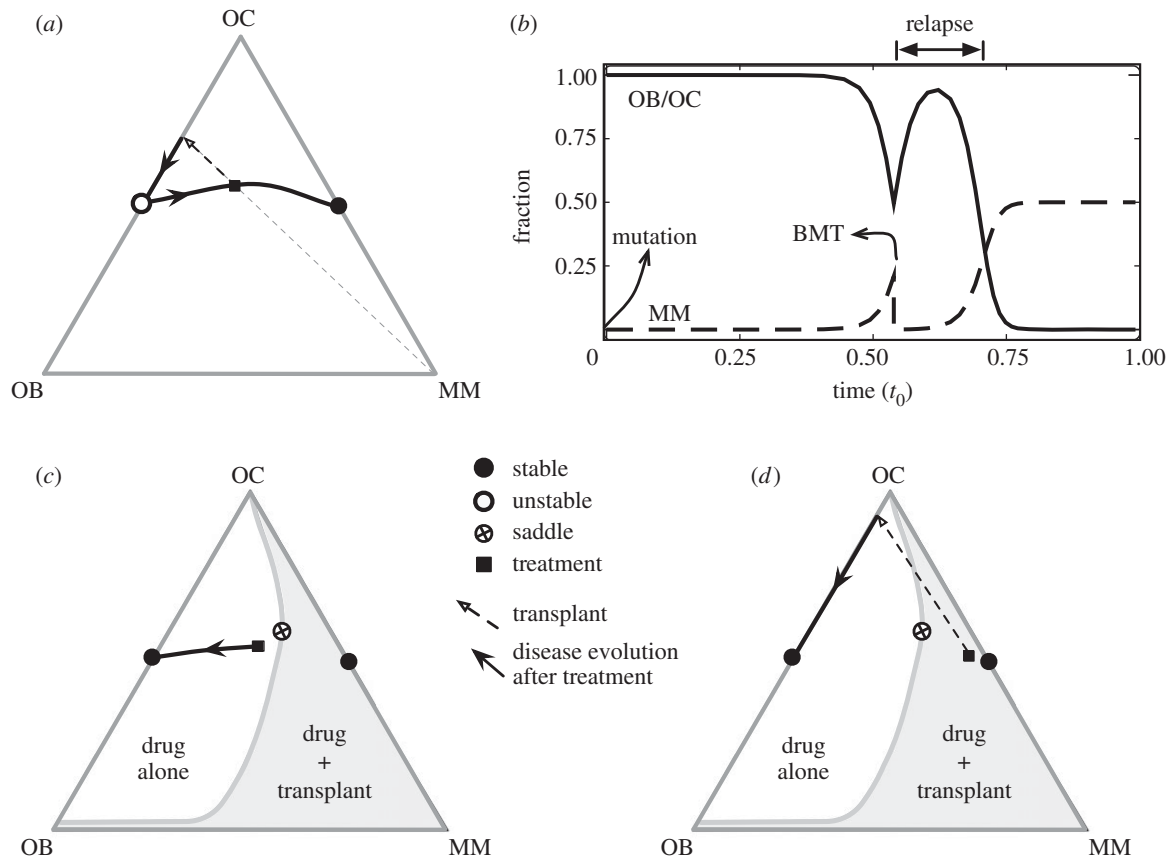 (a)
OC
OB
MM
(b)
relapse
1.00
0.75
0.50
0.25
0
0.25
0.50
0.75
1.00
fraction
time (t0)
OB/OC
BMT
mutation
MM
(c)
OC
drug
alone
drug
+
transplant
OB
MM
stable
unstable
saddle
treatment
transplant
disease evolution
after treatment
(d)
OC
drug
alone
drug
+
transplant
OB
MM